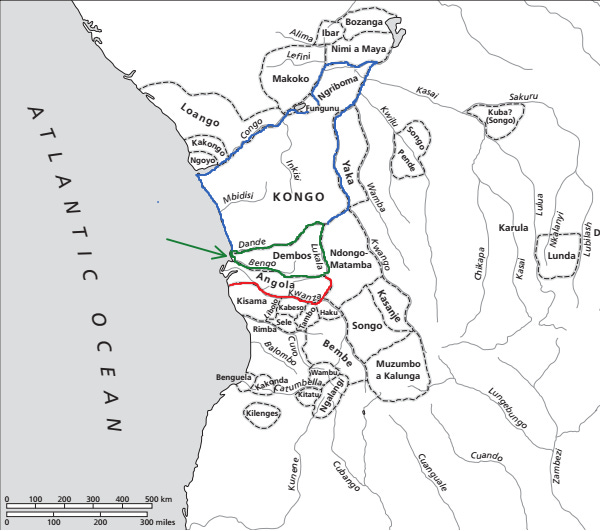 Bozanga
Ibar
Alima
Nimi a Maya
Lefini
Makoko
Ngriboma
Kasai
Sakuru
Loango
Fungunu
Kuba?
(Songo)
Congo
Kwilu
Songo
Kakongo
Ngoyo
Pende
Inkisi
Yaka
Wamba
Mbidisi
KONGO
Lulua
Nkalanyi
Lubilash
ATLANTIC OCEAN
Karula
D
Dande
Bengo
Dembos
Lukala
Ndongo-
Matamba
Kwango
Chikapa
Kasai
Lunda
Angola
Kwanza
Kisama
Libolo
Kabeso
Tambo
Haku
Kasanje
Rimba
Sele
Songo
Cuvo
Balombo
Bembe
Muzumbo
a Kalunga
Benguela
Kakonda
Katumbella
Wambu
Kitatu
Ngalangi
Kilenges
Lungebungo
Kunene
Cubango
Cuanguale
Cuando
Zambezi
0 100 200 300 400 500 km
0 100 200 300 miles